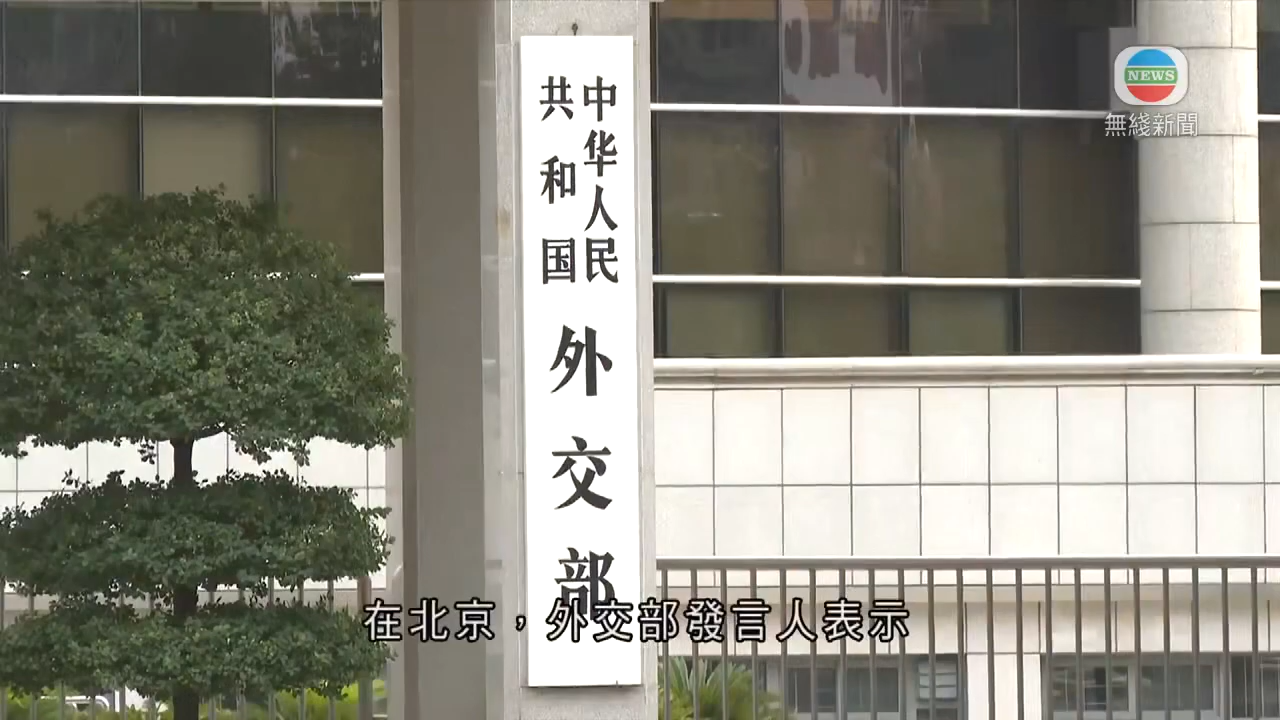 中华人民
共和国
外交部
NEWS
無綫新聞
在北京，外交部發言人表示